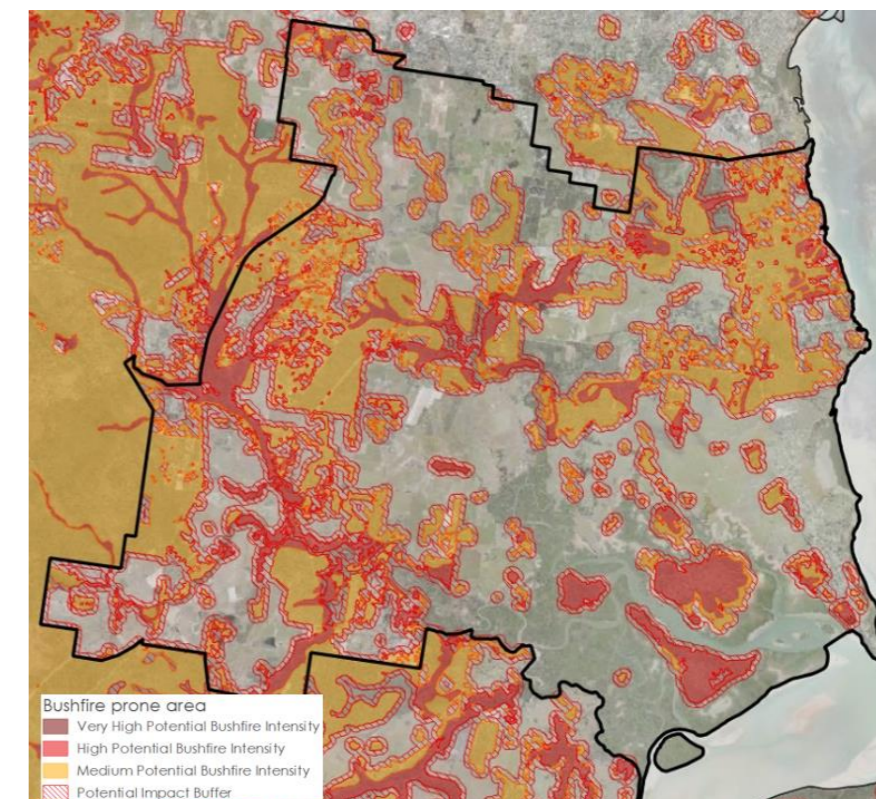 Bushfire prone area
Very High Potential Bushfire Intensity
High Potential Bushfire Intensity
Medium Potential Bushfire Intensity
Potential Impact Buffer